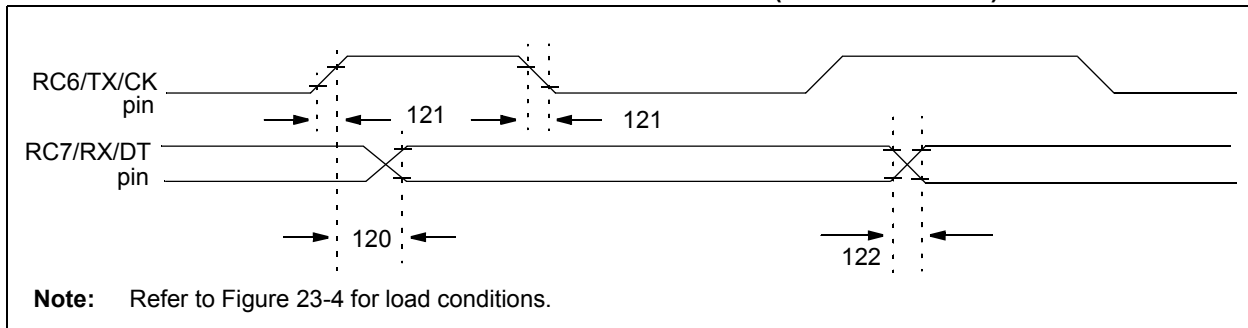 RC6/TX/CK
pin
121
121
RC7/RX/DT
pin
120
122
Note: Refer to Figure 23-4 for load conditions.